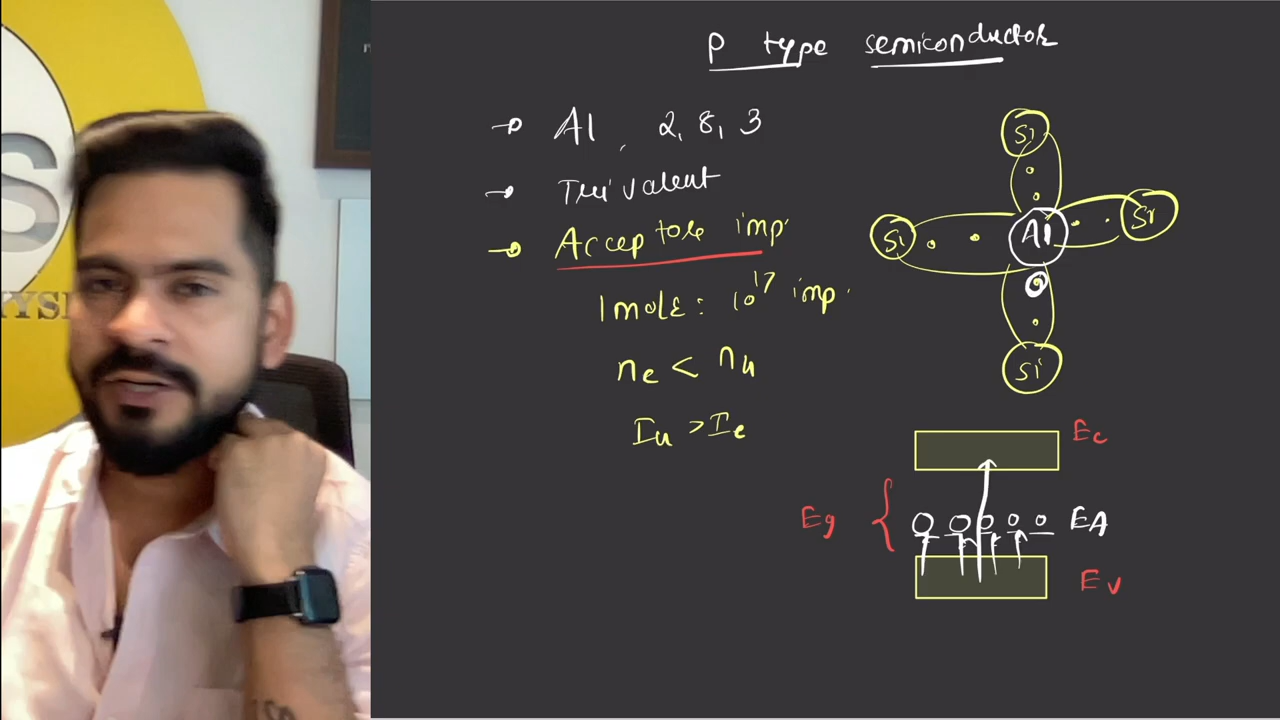 P type semiconductor
→ Al, 2, 8, 3
→ Trivalent
→ Acceptor imp.
1 mole: 10^17 imp.
ne < nh
Ih > Ie
Si
Si Al Si
Si
Ec
Eg
EA
Ev
S
YS